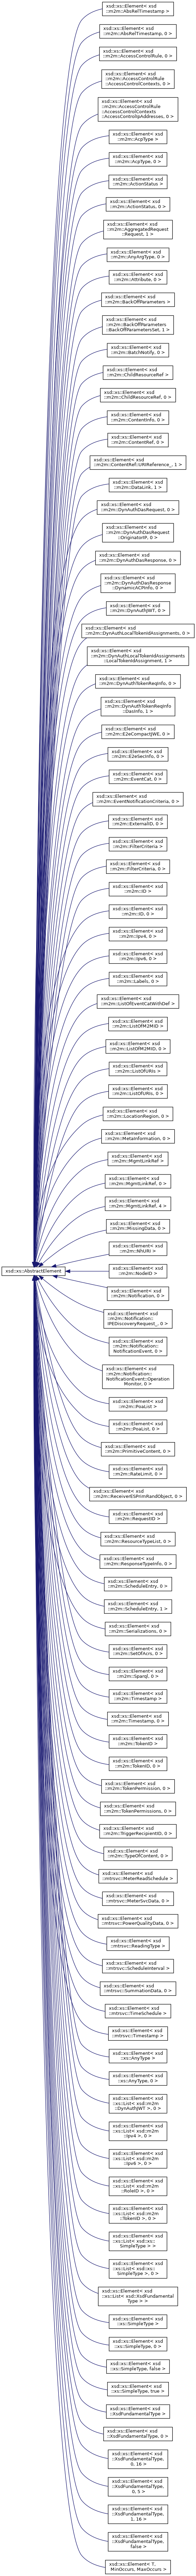 xsd::xs::Element< xsd
::m2m::AbsRelTimestamp >
xsd::xs::Element< xsd
::m2m::AbsRelTimestamp, 0 >
xsd::xs::Element< xsd
::m2m::AccessControlRule, 0 >
xsd::xs::Element< xsd
::m2m::AccessControlRule
::AccessControlContexts, 0 >
xsd::xs::Element< xsd
::m2m::AccessControlRule
::AccessControlContexts
::AccessControlIpAddresses, 0 >
xsd::xs::Element< xsd
::m2m::AcpType >
xsd::xs::Element< xsd
::m2m::AcpType, 0 >
xsd::xs::Element< xsd
::m2m::ActionStatus >
xsd::xs::Element< xsd
::m2m::ActionStatus, 0 >
xsd::xs::Element< xsd
::m2m::AggregatedRequest
::Request, 1 >
xsd::xs::Element< xsd
::m2m::AnyArgType, 0 >
xsd::xs::Element< xsd
::m2m::Attribute, 0 >
xsd::xs::Element< xsd
::m2m::BackOffParameters >
xsd::xs::Element< xsd
::m2m::BackOffParameters
::BackOffParametersSet, 1 >
xsd::xs::Element< xsd
::m2m::BatchNotify, 0 >
xsd::xs::Element< xsd
::m2m::ChildResourceRef >
xsd::xs::Element< xsd
::m2m::ChildResourceRef, 0 >
xsd::xs::Element< xsd
::m2m::ContentInfo, 0 >
xsd::xs::Element< xsd
::m2m::ContentRef, 0 >
xsd::xs::Element< xsd
::m2m::ContentRef::URIReference_, 1 >
xsd::xs::Element< xsd
::m2m::DataLink, 1 >
xsd::xs::Element< xsd
::m2m::DynAuthDasRequest, 0 >
xsd::xs::Element< xsd
::m2m::DynAuthDasRequest
::OriginatorIP, 0 >
xsd::xs::Element< xsd
::m2m::DynAuthDasResponse, 0 >
xsd::xs::Element< xsd
::m2m::DynAuthDasResponse
::DynamicACPInfo, 0 >
xsd::xs::Element< xsd
::m2m::DynAuthJWT, 0 >
xsd::xs::Element< xsd
::m2m::DynAuthLocalTokenIdAssignments, 0 >
xsd::xs::Element< xsd
::m2m::DynAuthLocalTokenIdAssignments
::LocalTokenIdAssignment, 1 >
xsd::xs::Element< xsd
::m2m::DynAuthTokenReqInfo, 0 >
xsd::xs::Element< xsd
::m2m::DynAuthTokenReqInfo
::DasInfo, 1 >
xsd::xs::Element< xsd
::m2m::E2eCompactJWE, 0 >
xsd::xs::Element< xsd
::m2m::E2eSecInfo, 0 >
xsd::xs::Element< xsd
::m2m::EventCat, 0 >
xsd::xs::Element< xsd
::m2m::EventNotificationCriteria, 0 >
xsd::xs::Element< xsd
::m2m::ExternalID, 0 >
xsd::xs::Element< xsd
::m2m::FilterCriteria >
xsd::xs::Element< xsd
::m2m::FilterCriteria, 0 >
xsd::xs::Element< xsd
::m2m::ID >
xsd::xs::Element< xsd
::m2m::ID, 0 >
xsd::xs::Element< xsd
::m2m::Ipv4, 0 >
xsd::xs::Element< xsd
::m2m::Ipv6, 0 >
xsd::xs::Element< xsd
::m2m::Labels, 0 >
xsd::xs::Element< xsd
::m2m::ListOfEventCatWithDef >
xsd::xs::Element< xsd
::m2m::ListOfM2MID >
xsd::xs::Element< xsd
::m2m::ListOfM2MID, 0 >
xsd::xs::Element< xsd
::m2m::ListOfURIs >
xsd::xs::Element< xsd
::m2m::ListOfURIs, 0 >
xsd::xs::Element< xsd
::m2m::LocationRegion, 0 >
xsd::xs::Element< xsd
::m2m::MetaInformation, 0 >
xsd::xs::Element< xsd
::m2m::MgmtLinkRef >
xsd::xs::Element< xsd
::m2m::MgmtLinkRef, 0 >
xsd::xs::Element< xsd
::m2m::MgmtLinkRef, 4 >
xsd::xs::Element< xsd
::m2m::MissingData, 0 >
xsd::xs::Element< xsd
::m2m::NhURI >
xsd::xs::AbstractElement
xsd::xs::Element< xsd
::m2m::NodeID >
xsd::xs::Element< xsd
::m2m::Notification, 0 >
xsd::xs::Element< xsd
::m2m::Notification::
IPEDiscoveryRequest_, 0 >
xsd::xs::Element< xsd
::m2m::Notification::
NotificationEvent, 0 >
xsd::xs::Element< xsd
::m2m::Notification::
NotificationEvent::Operation
Monitor, 0 >
xsd::xs::Element< xsd
::m2m::PoaList >
xsd::xs::Element< xsd
::m2m::PoaList, 0 >
xsd::xs::Element< xsd
::m2m::PrimitiveContent, 0 >
xsd::xs::Element< xsd
::m2m::RateLimit, 0 >
xsd::xs::Element< xsd
::m2m::ReceiverESPrimRandObject, 0 >
xsd::xs::Element< xsd
::m2m::RequestID >
xsd::xs::Element< xsd
::m2m::ResourceTypeList, 0 >
xsd::xs::Element< xsd
::m2m::ResponseTypeInfo, 0 >
xsd::xs::Element< xsd
::m2m::ScheduleEntry, 0 >
xsd::xs::Element< xsd
::m2m::ScheduleEntry, 1 >
xsd::xs::Element< xsd
::m2m::Serializations, 0 >
xsd::xs::Element< xsd
::m2m::SetOfAcrs, 0 >
xsd::xs::Element< xsd
::m2m::Sparql, 0 >
xsd::xs::Element< xsd
::m2m::Timestamp >
xsd::xs::Element< xsd
::m2m::Timestamp, 0 >
xsd::xs::Element< xsd
::m2m::TokenID >
xsd::xs::Element< xsd
::m2m::TokenID, 0 >
xsd::xs::Element< xsd
::m2m::TokenPermission, 0 >
xsd::xs::Element< xsd
::m2m::TokenPermissions, 0 >
xsd::xs::Element< xsd
::m2m::TriggerRecipientID, 0 >
xsd::xs::Element< xsd
::m2m::TypeOfContent, 0 >
xsd::xs::Element< xsd
::mtrsvc::MeterReadSchedule >
xsd::xs::Element< xsd
::mtrsvc::MeterSvcData, 0 >
xsd::xs::Element< xsd
::mtrsvc::PowerQualityData, 0 >
xsd::xs::Element< xsd
::mtrsvc::ReadingType >
xsd::xs::Element< xsd
::mtrsvc::ScheduleInterval >
xsd::xs::Element< xsd
::mtrsvc::SummationData, 0 >
xsd::xs::Element< xsd
::mtrsvc::TimeSchedule >
xsd::xs::Element< xsd
::mtrsvc::Timestamp >
xsd::xs::Element< xsd
::xs::AnyType >
xsd::xs::Element< xsd
::xs::AnyType, 0 >
xsd::xs::Element< xsd
::xs::List< xsd::m2m
::DynAuthJWT >, 0 >
xsd::xs::Element< xsd
::xs::List< xsd::m2m
::Ipv4 >, 0 >
xsd::xs::Element< xsd
::xs::List< xsd::m2m
::Ipv6 >, 0 >
xsd::xs::Element< xsd
::xs::List< xsd::m2m
::RoleID >, 0 >
xsd::xs::Element< xsd
::xs::List< xsd::m2m
::TokenID >, 0 >
xsd::xs::Element< xsd
::xs::List< xsd::xs::
SimpleType > >
xsd::xs::Element< xsd
::xs::List< xsd::xs::
SimpleType >, 0 >
xsd::xs::Element< xsd
::xs::List< xsd::XsdFundamental
Type > >
xsd::xs::Element< xsd
::xs::SimpleType >
xsd::xs::Element< xsd
::xs::SimpleType, 0 >
xsd::xs::Element< xsd
::xs::SimpleType, false >
xsd::xs::Element< xsd
::xs::SimpleType, true >
xsd::xs::Element< xsd
::XsdFundamentalType >
xsd::xs::Element< xsd
::XsdFundamentalType, 0 >
xsd::xs::Element< xsd
::XsdFundamentalType,
0, 16 >
xsd::xs::Element< xsd
::XsdFundamentalType,
0, 5 >
xsd::xs::Element< xsd
::XsdFundamentalType,
1, 16 >
xsd::xs::Element< xsd
::XsdFundamentalType,
false >
xsd::xs::Element< T,
MinOccurs, MaxOccurs >